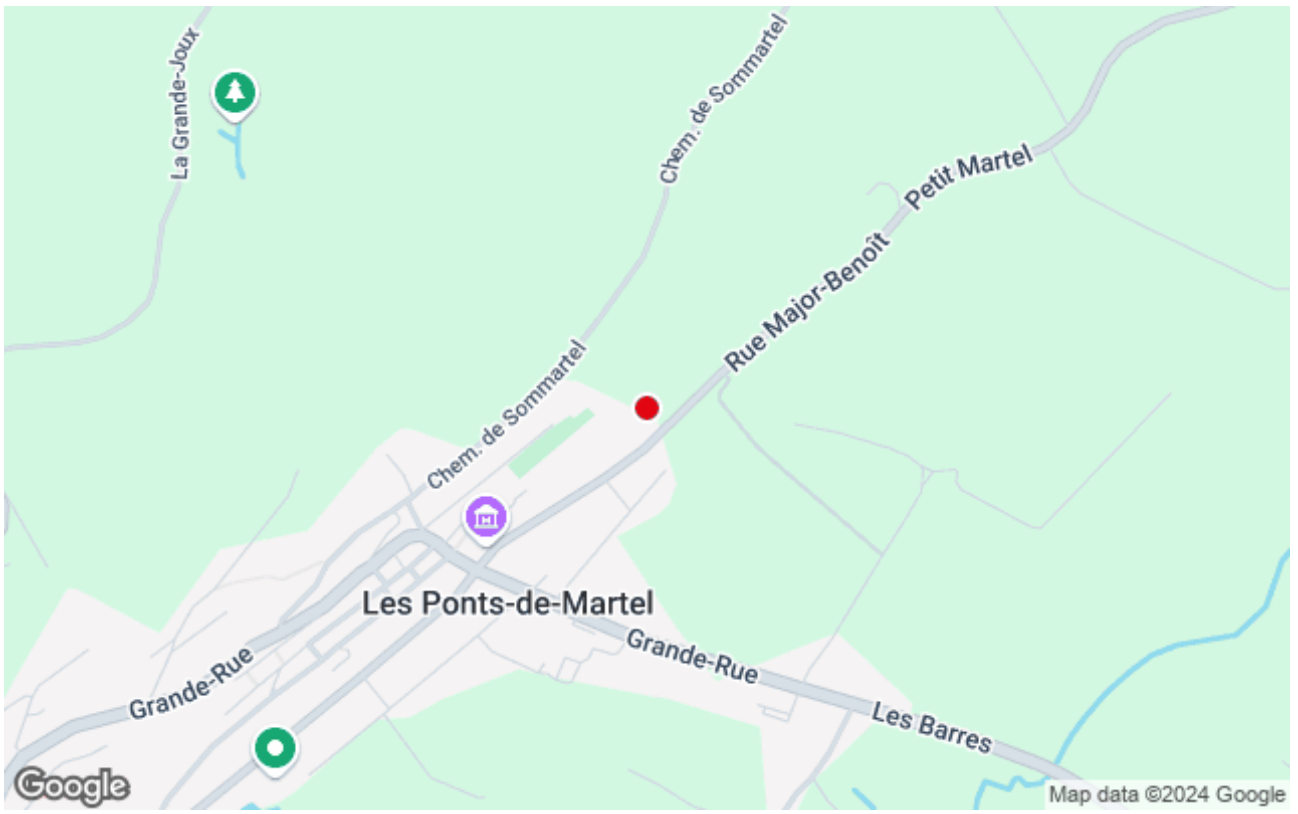 La Grande-Joux
Chem. de Sommartel
Petit Martel
Rue Major-Benoît
Chem. de Sommartel
Les Ponts-de-Martel
Grande-Rue
Grande-Rue
Les Barres
Google
Map data ©2024 Google